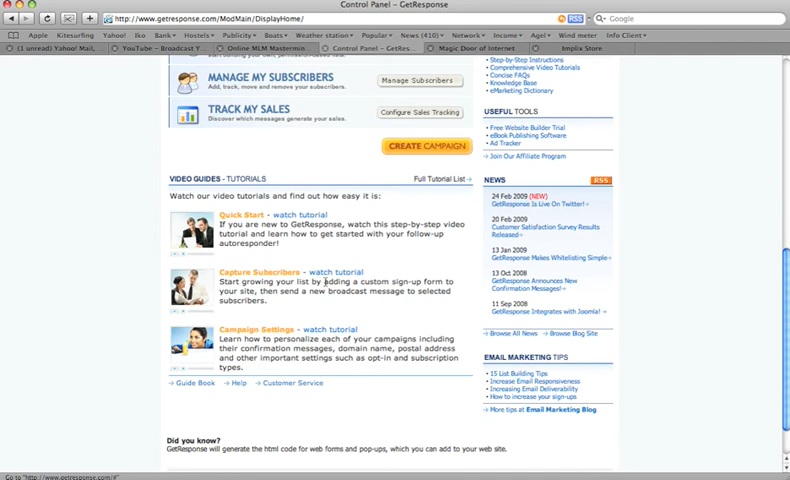 Control Panel – GetResponse
http://www.getresponse.com/ModMain/DisplayHome/
RSS
Google
Apple Kitesurfing Yahoo! Iko Bank Hostels Publicity Boats Weather station Popular News (410) Network Income Agel Wind meter Info Client
(1 unread) Yahoo! Mail, ... YouTube – Broadcast Y... Online MLM Mastermin... Control Panel – GetRes... Magic Door of Internet Implix Store
MANAGE MY SUBSCRIBERS
Add, track, move and remove your subscribers.
Manage Subscribers
TRACK MY SALES
Discover which messages generate your sales.
Configure Sales Tracking
CREATE CAMPAIGN
VIDEO GUIDES - TUTORIALS
Full Tutorial List
Watch our video tutorials and find out how easy it is:
Quick Start - watch tutorial
If you are new to GetResponse, watch this step-by-step video
tutorial and learn how to get started with your follow-up
autoresponder!
Capture Subscribers - watch tutorial
Start growing your list by adding a custom sign-up form to
your site, then send a new broadcast message to selected
subscribers.
Campaign Settings - watch tutorial
Learn how to personalize each of your campaigns including
their confirmation messages, domain name, postal address
and other important settings such as opt-in and subscription
types.
Guide Book Help Customer Service
Did you know?
GetResponse will generate the html code for web forms and pop-ups, which you can add to your web site.
Step-by-Step Instructions
Comprehensive Video Tutorials
Concise FAQs
Knowledge Base
eMarketing Dictionary
USEFUL TOOLS
Free Website Builder Trial
eBook Publishing Software
Ad Tracker
Join Our Affiliate Program
NEWS
RSS
24 Feb 2009 (NEW)
GetResponse Is Live On Twitter!
20 Feb 2009
Customer Satisfaction Survey Results
Released
13 Jan 2009
GetResponse Makes Whitelisting Simple
13 Oct 2008
GetResponse Announces New
Confirmation Messages!
11 Sep 2008
GetResponse Integrates with Joomla!
Browse All News Browse Blog Site
EMAIL MARKETING TIPS
15 List Building Tips
Increase Email Responsiveness
Increasing Email Deliverability
How to increase your sign-ups
More tips at Email Marketing Blog
Go to "http://www.getresponse.com/#"